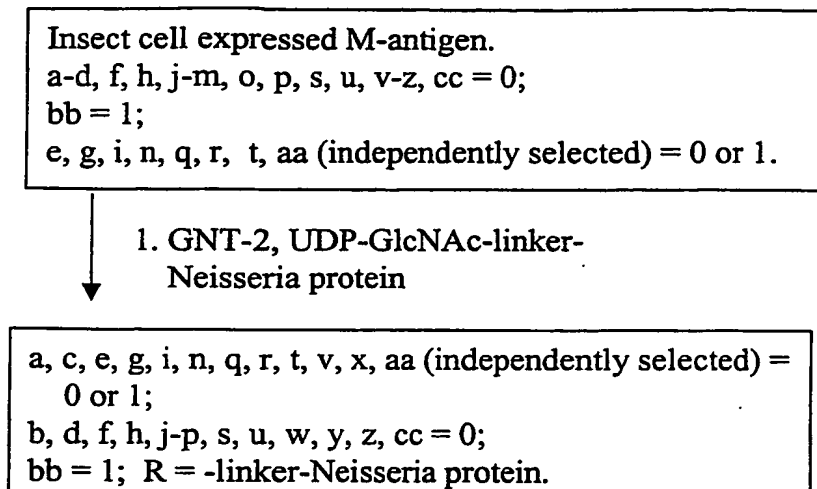 Insect cell expressed M-antigen.
a-d, f, h, j-m, o, p, s, u, v-z, cc = 0;
bb = 1;
e, g, i, n, q, r, t, aa (independently selected) = 0 or 1.
1. GNT-2, UDP-GlcNAc-linker-
Neisseria protein
a, c, e, g, i, n, q, r, t, v, x, aa (independently selected) =
0 or 1;
b, d, f, h, j-p, s, u, w, y, z, cc = 0;
bb = 1; R = -linker-Neisseria protein.